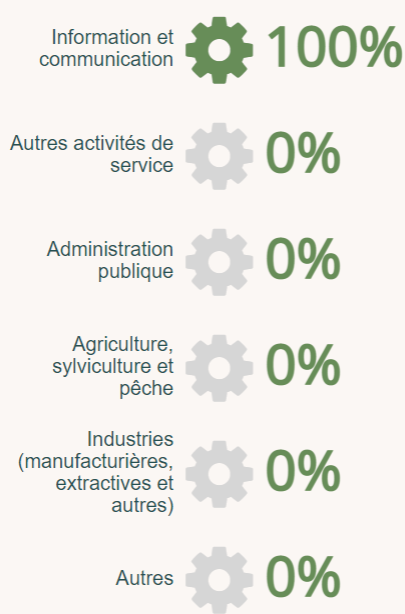 Information et
communication
100%
Autres activités de
service
0%
Administration
publique
0%
Agriculture,
sylviculture et
pêche
0%
Industries
(manufacturières,
extractives et
autres)
0%
Autres
0%